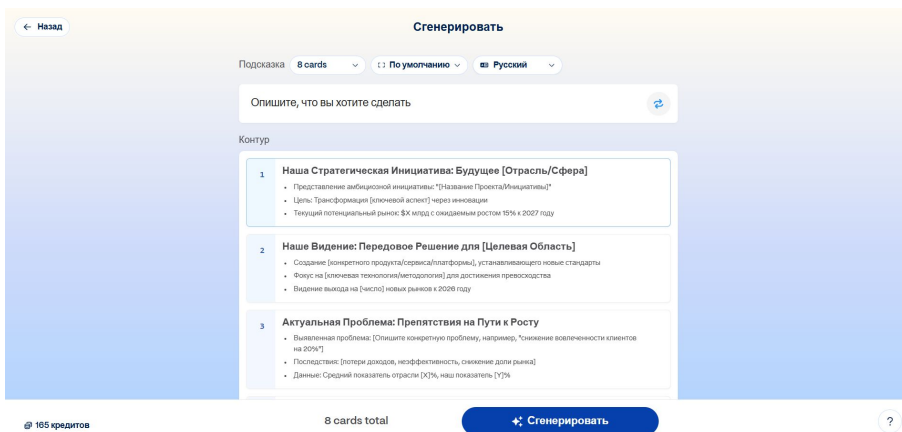 ← Назад
Сгенерировать
Подсказка 8 cards По умолчанию Русский
Опишите, что вы хотите сделать
Контур
1 Наша Стратегическая Инициатива: Будущее [Отрасль/Сфера]
• Представление амбициозной инициативы: "[Название Проекта/Инициативы]"
• Цель: Трансформация [ключевой аспект] через инновации
• Текущий потенциальный рынок: $X млрд с ожидаемым ростом 15% к 2027 году
2 Наше Видение: Передовое Решение для [Целевая Область]
• Создание [конкретного продукта/сервиса/платформы], устанавливающего новые стандарты
• Фокус на [ключевая технология/методология] для достижения превосходства
• Видение выхода на [число] новых рынков к 2026 году
3 Актуальная Проблема: Препятствия на Пути к Росту
• Выявленная проблема: [Опишите конкретную проблему, например, "снижение вовлеченности клиентов
на 20%"]
• Последствия: [потери доходов, неэффективность, снижение доли рынка]
• Данные: Средний показатель отрасли [X]%, наш показатель [Y]%
165 кредитов
8 cards total
Сгенерировать
?